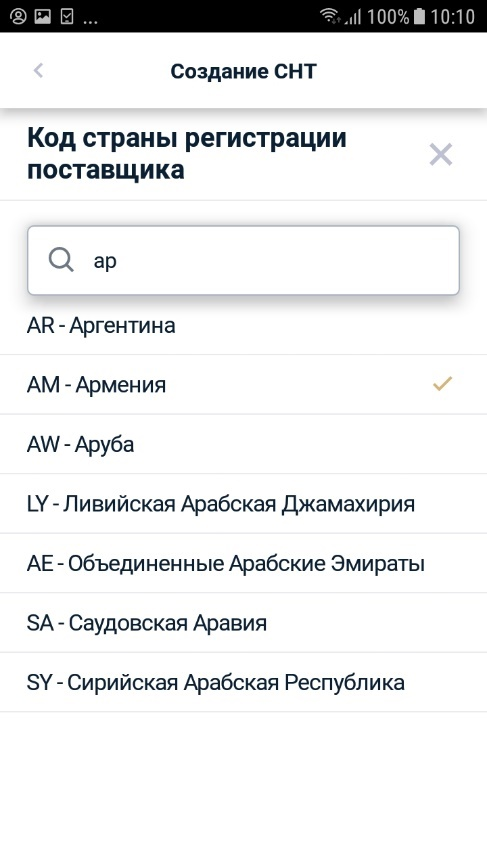 ... 100% 10:10
Создание СНТ
Код страны регистрации
поставщика
ар
AR - Аргентина
AM - Армения
AW - Аруба
LY - Ливийская Арабская Джамахирия
AE - Объединенные Арабские Эмираты
SA - Саудовская Аравия
SY - Сирийская Арабская Республика